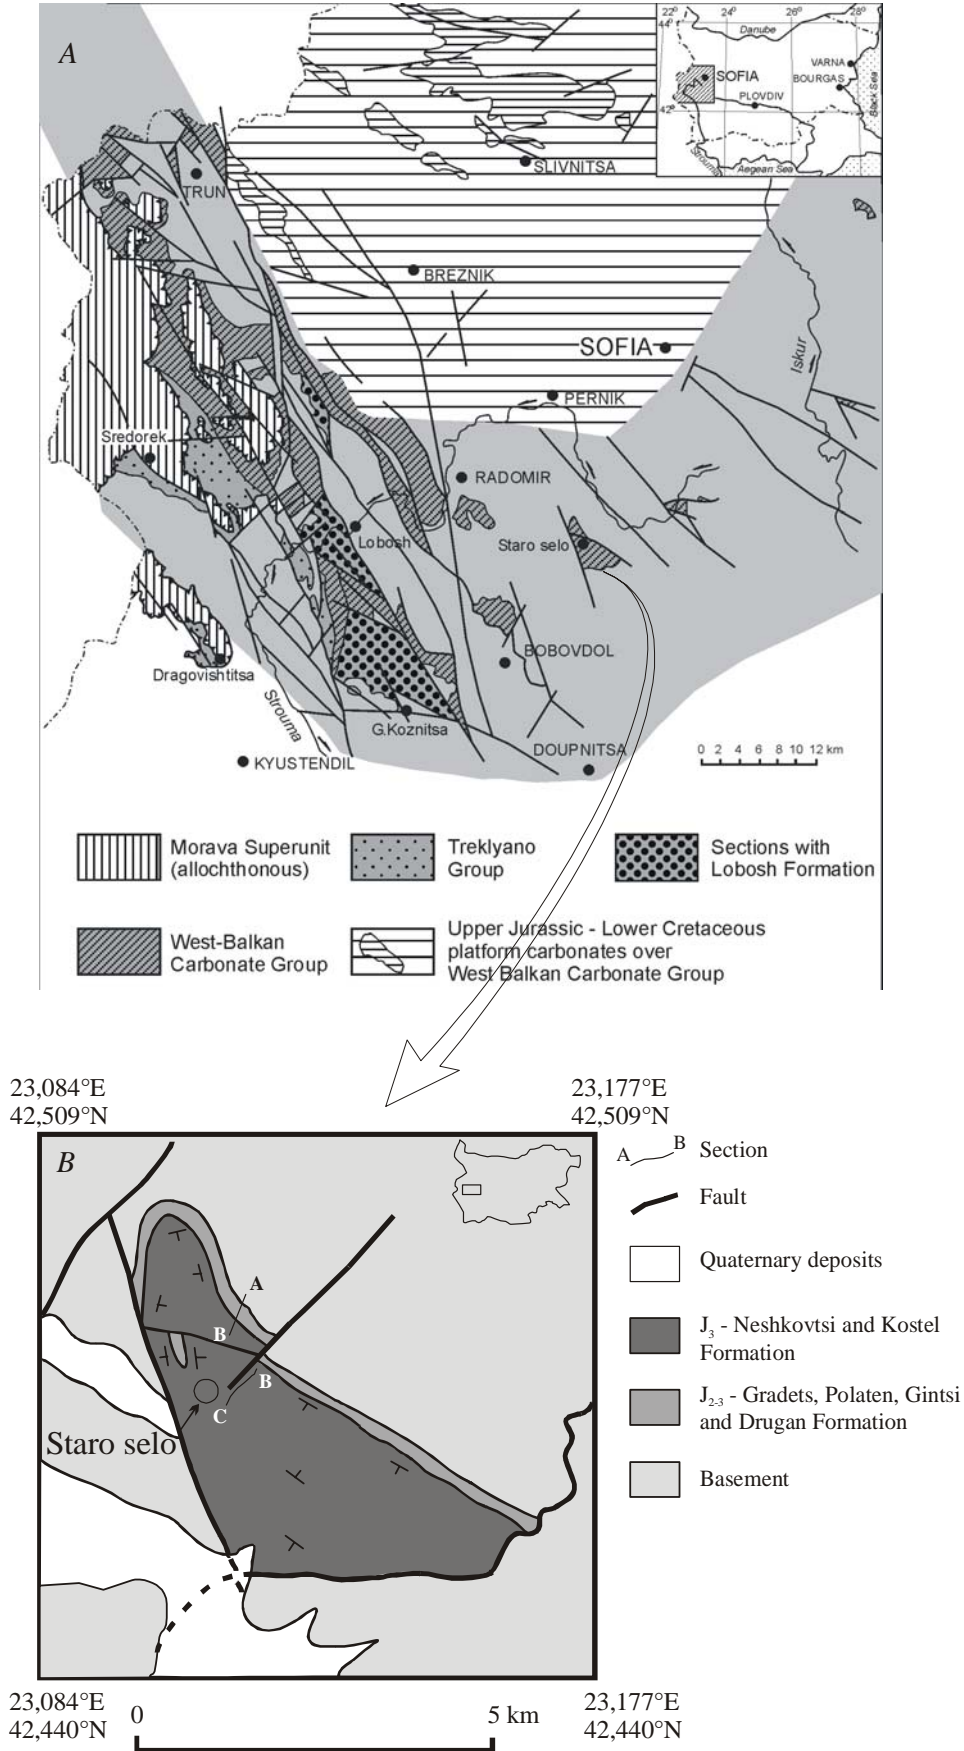 A
22° 24° 26° 28°
44°
Danube
VARNA
SOFIA
BOURGAS
PLOVDIV
42°
Black Sea
Strouma
Aegean Sea
SLIVNITSA
TRUN
BREZNIK
SOFIA
Iskur
PERNIK
Sredorek
RADOMIR
Lobosh
Staro selo
BOBOVDOL
Dragovishtitsa
Strouma
G.Koznitsa
DOUPNITSA
0 2 4 6 8 10 12 km
KYUSTENDIL
Morava Superunit
(allochthonous)
Treklyano
Group
Sections with
Lobosh Formation
West-Balkan
Carbonate Group
Upper Jurassic - Lower Cretaceous
platform carbonates over
West Balkan Carbonate Group
23,084°E
42,509°N
23,177°E
42,509°N
B
A B Section
Fault
Quaternary deposits
A
B
B
C
J3 - Neshkovtsi and Kostel
Formation
J2-3 - Gradets, Polaten, Gintsi
and Drugan Formation
Staro selo
Basement
23,084°E
42,440°N
0 5 km
23,177°E
42,440°N